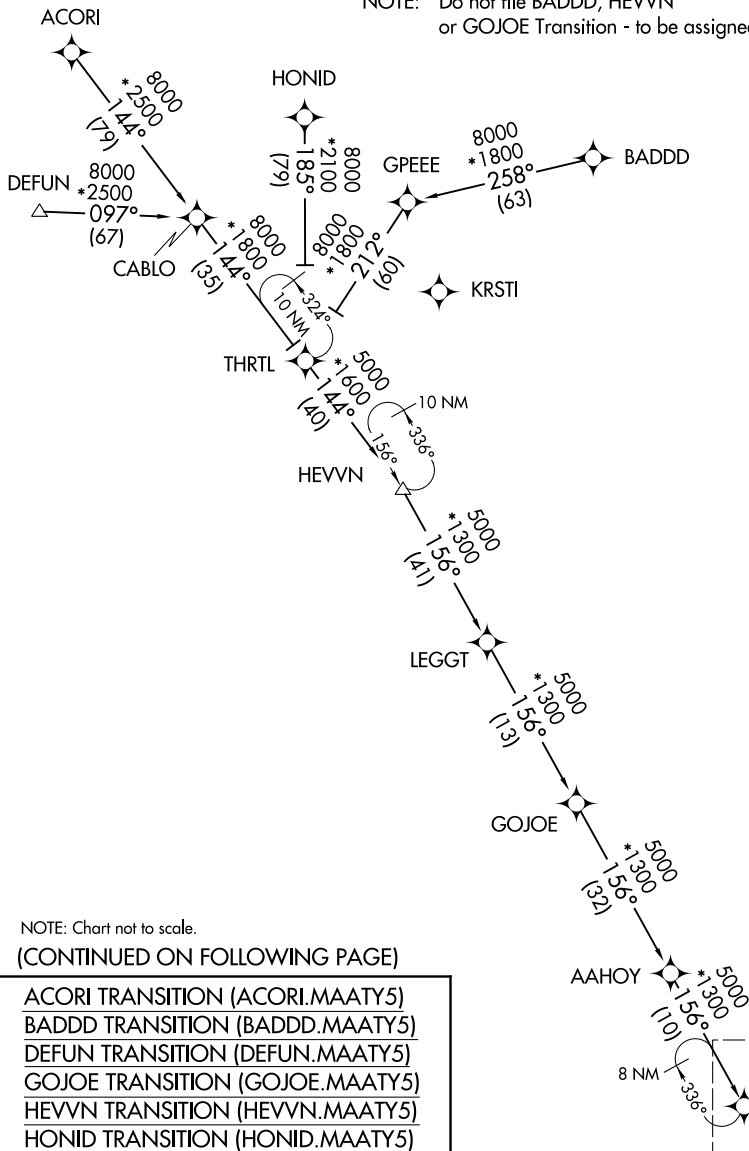 NOTE: Do not file BADDD, HEVVN
or GOJOE Transition - to be assigned
ACORI
8000
*2500
144°
(79)
HONID
8000
*2100
185°
(79)
GPEEE
8000
*1800
258°
(63)
BADDD
DEFUN
8000
*2500
097°
(67)
CABLO
8000
*1800
144°
(35)
8000
*1800
212°
(60)
KRSTI
324°
10 NM
THRTL
5000
*1600
144°
(40)
10 NM
336°
156°
HEVVN
5000
*1300
156°
(41)
LEGGT
5000
*1300
156°
(13)
GOJOE
5000
*1300
156°
(32)
AAHOY
5000
*1300
156°
(10)
8 NM
336°
NOTE: Chart not to scale.
(CONTINUED ON FOLLOWING PAGE)
ACORI TRANSITION (ACORI.MAATY5)
BADDD TRANSITION (BADDD.MAATY5)
DEFUN TRANSITION (DEFUN.MAATY5)
GOJOE TRANSITION (GOJOE.MAATY5)
HEVVN TRANSITION (HEVVN.MAATY5)
HONID TRANSITION (HONID.MAATY5)